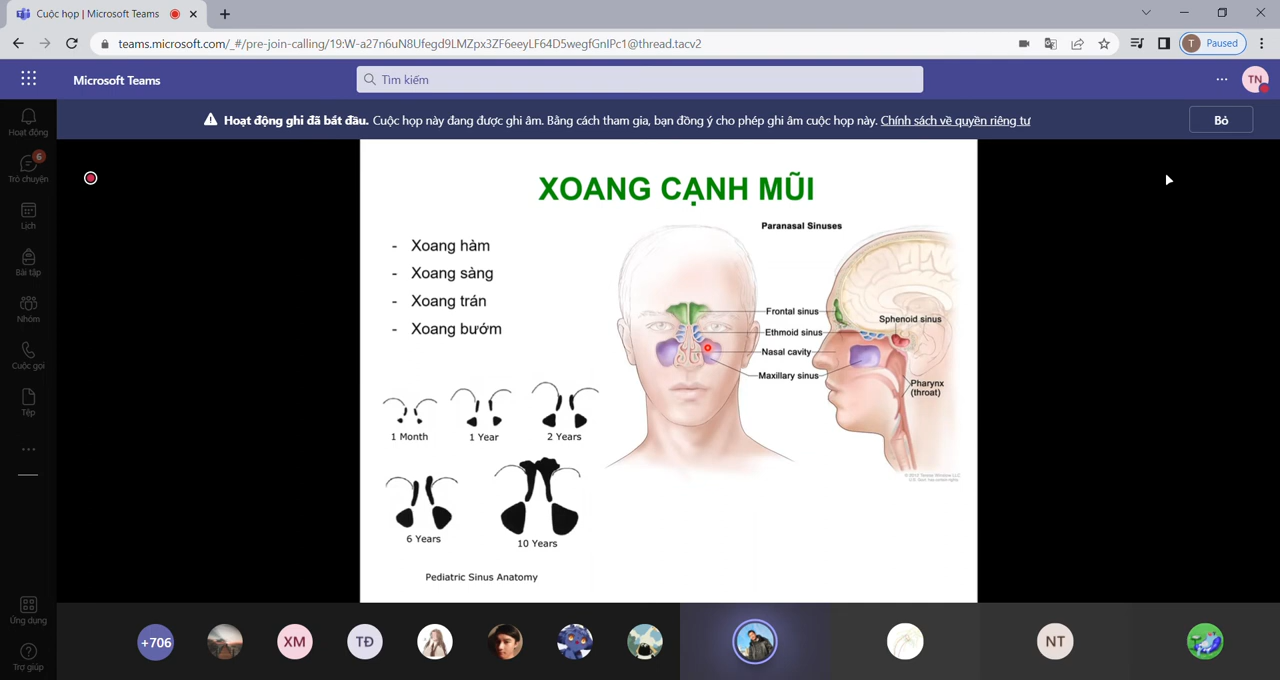 Cuộc họp | Microsoft Teams
teams.microsoft.com/_#/pre-join-calling/19:W-a27n6uN8Ufegd9LMZpx3ZF6eeyLF64D5wegfGnIPc1@thread.tacv2
T
Paused
Microsoft Teams
Tìm kiếm
TN
Hoạt động ghi đã bắt đầu. Cuộc họp này đang được ghi âm. Bằng cách tham gia, bạn đồng ý cho phép ghi âm cuộc họp này. Chính sách về quyền riêng tư
Bỏ
Hoạt động
6
Trò chuyện
Lịch
Bài tập
Nhóm
Cuộc gọi
Tệp
Ứng dụng
Trợ giúp
XOANG CẠNH MŨI
- Xoang hàm
- Xoang sàng
- Xoang trán
- Xoang bướm
Paranasal Sinuses
Frontal sinus
Ethmoid sinus
Nasal cavity
Maxillary sinus
Sphenoid sinus
Pharynx
(throat)
1 Month
1 Year
2 Years
6 Years
10 Years
Pediatric Sinus Anatomy
+706
XM
TĐ
NT